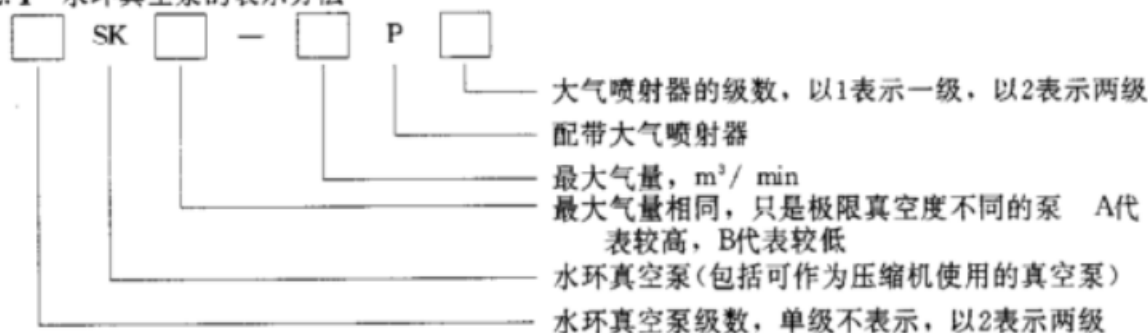 水环真空泵的表示方法
SK — P
大气喷射器的级数，以1表示一级，以2表示两级
配带大气喷射器
最大气量，m³/ min
最大气量相同，只是极限真空度不同的泵 A代
表较高，B代表较低
水环真空泵(包括可作为压缩机使用的真空泵)
水环真空泵级数，单级不表示，以2表示两级